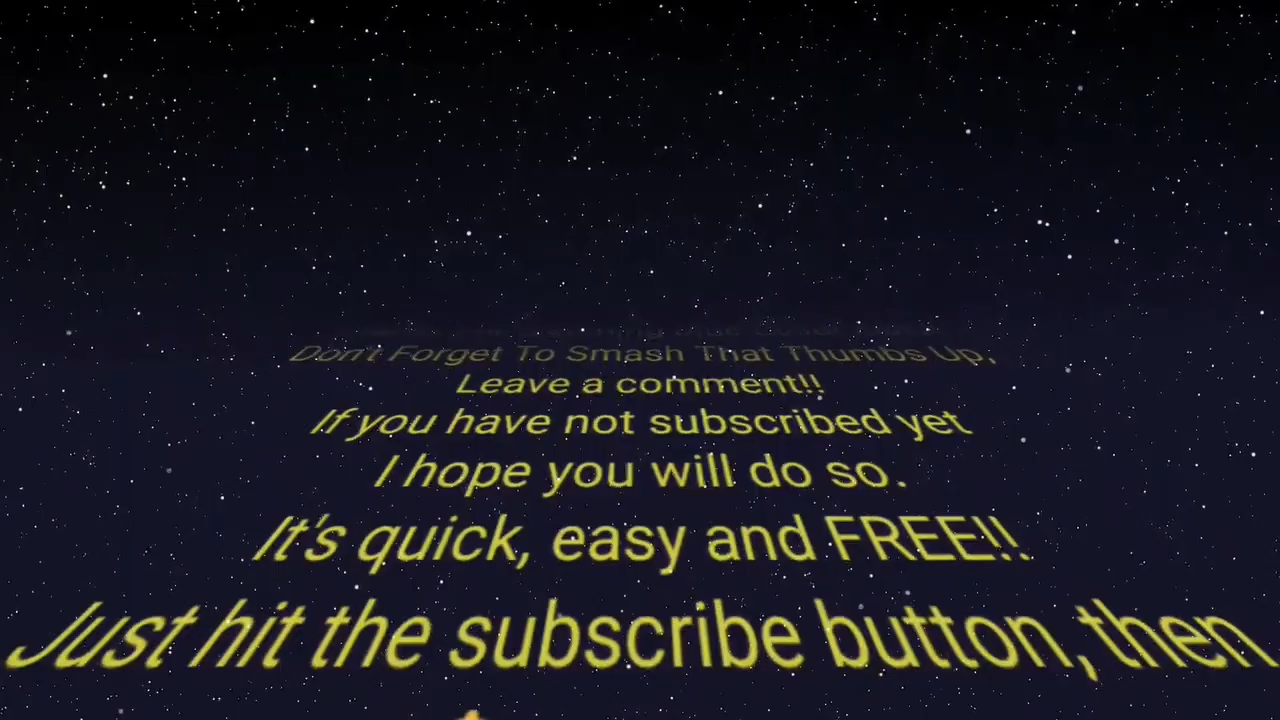 Don't Forget To Smash That Thumbs Up,
Leave a comment!!
If you have not subscribed yet
I hope you will do so.
It's quick, easy and FREE!!
Just hit the subscribe button, then